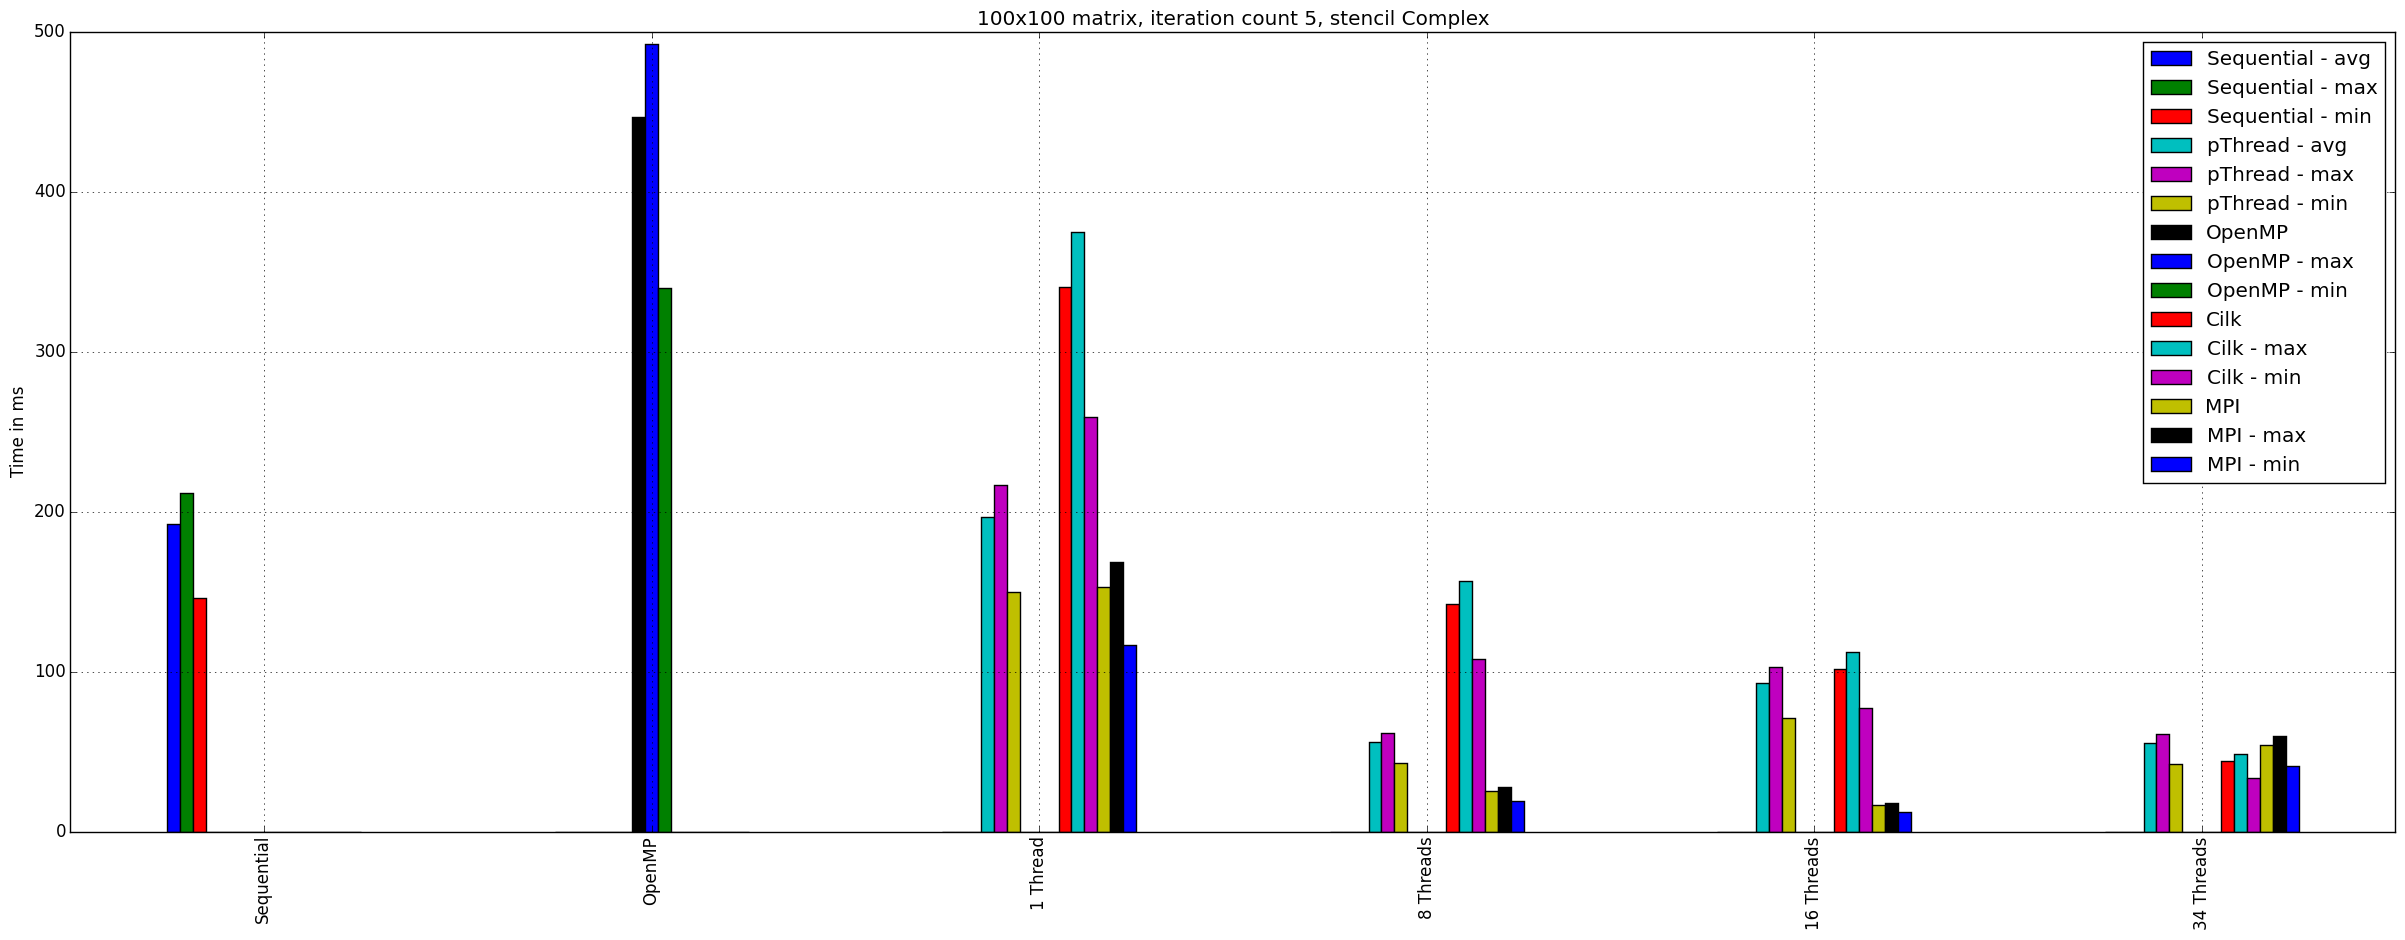 100x100 matrix, iteration count 5, stencil Complex
500
400
300
200
100
0
Time in ms
Sequential - avg
Sequential - max
Sequential - min
pThread - avg
pThread - max
pThread - min
OpenMP
OpenMP - max
OpenMP - min
Cilk
Cilk - max
Cilk - min
MPI
MPI - max
MPI - min
Sequential
OpenMP
1 Thread
8 Threads
16 Threads
34 Threads